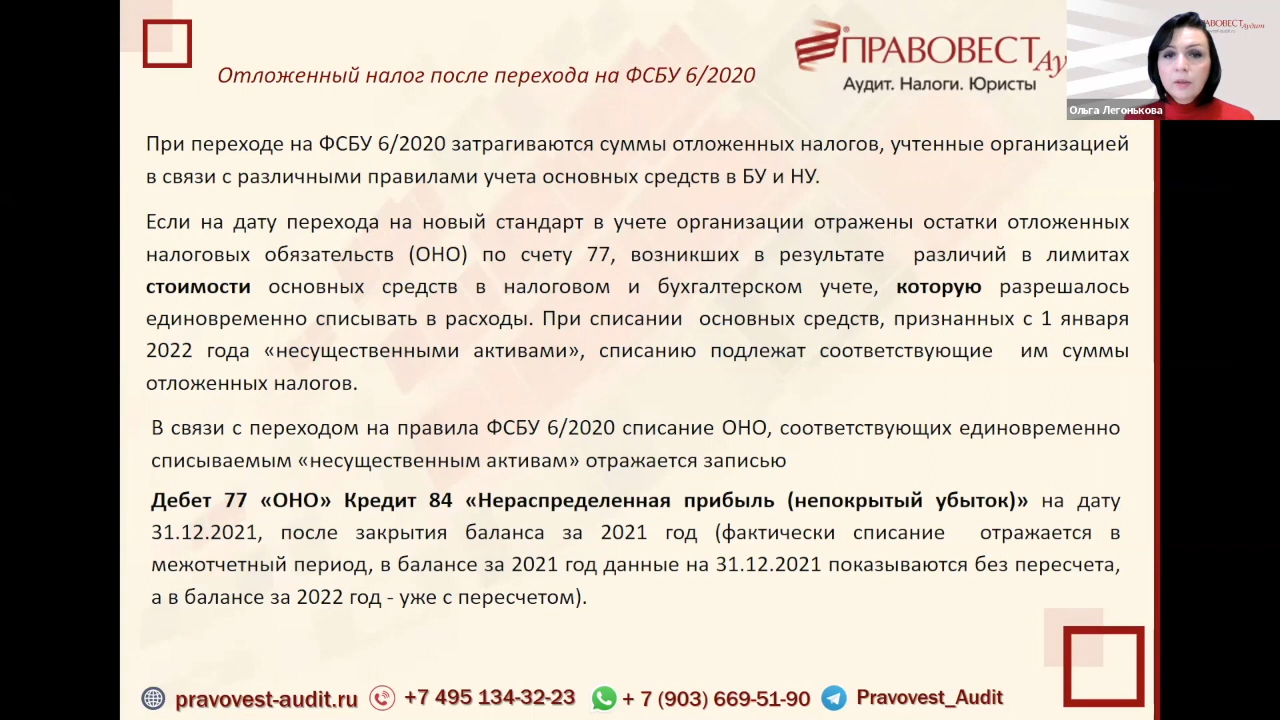 Отложенный налог после перехода на ФСБУ 6/2020
ПРАВОВЕСТ Ау
Аудит. Налоги. Юристы
ПРАВОВЕСТ Аудит
Ольга Легонькова
При переходе на ФСБУ 6/2020 затрагиваются суммы отложенных налогов, учтенные организацией
в связи с различными правилами учета основных средств в БУ и НУ.
Если на дату перехода на новый стандарт в учете организации отражены остатки отложенных
налоговых обязательств (ОНО) по счету 77, возникших в результате различий в лимитах
стоимости основных средств в налоговом и бухгалтерском учете, которую разрешалось
единовременно списывать в расходы. При списании основных средств, признанных с 1 января
2022 года «несущественными активами», списанию подлежат соответствующие им суммы
отложенных налогов.
В связи с переходом на правила ФСБУ 6/2020 списание ОНО, соответствующих единовременно
списываемым «несущественным активам» отражается записью
Дебет 77 «ОНО» Кредит 84 «Нераспределенная прибыль (непокрытый убыток)» на дату
31.12.2021, после закрытия баланса за 2021 год (фактически списание отражается в
межотчетный период, в балансе за 2021 год данные на 31.12.2021 показываются без пересчета,
а в балансе за 2022 год - уже с пересчетом).
pravovest-audit.ru +7 495 134-32-23 + 7 (903) 669-51-90 Pravovest_Audit